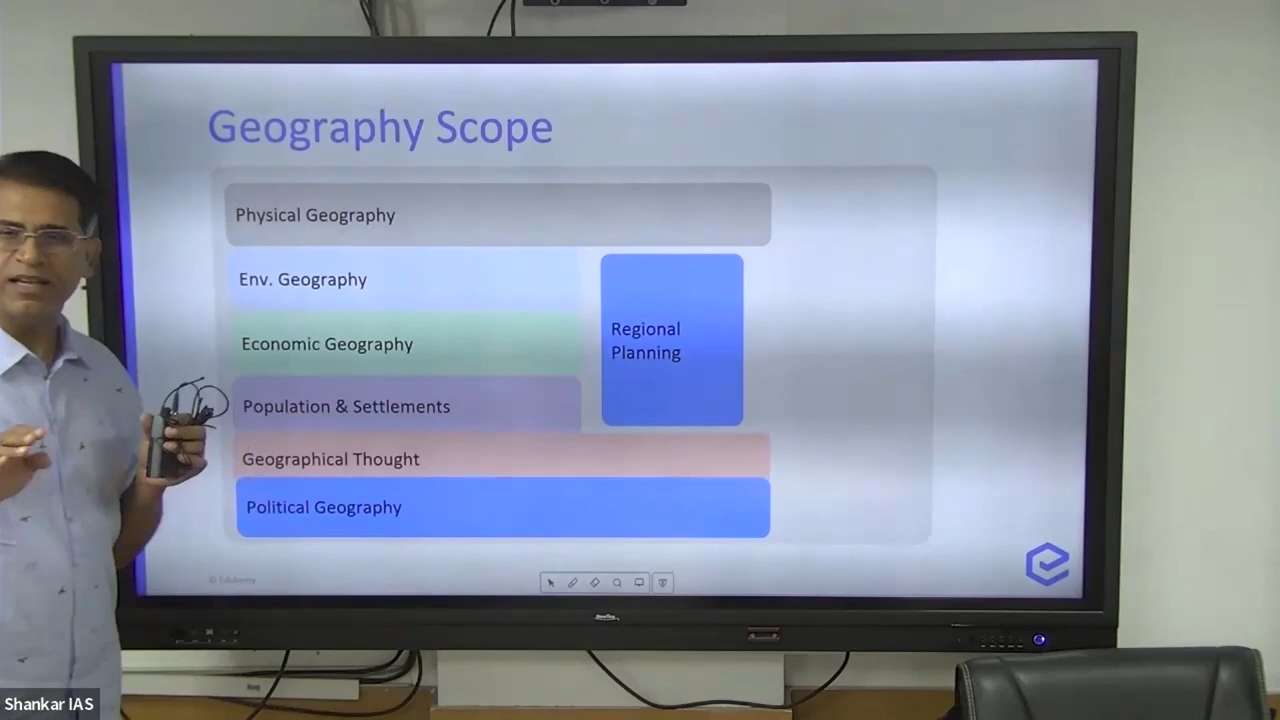 Geography Scope
Physical Geography
Env. Geography
Economic Geography
Regional
Planning
Population & Settlements
Geographical Thought
Political Geography
Shankar IAS